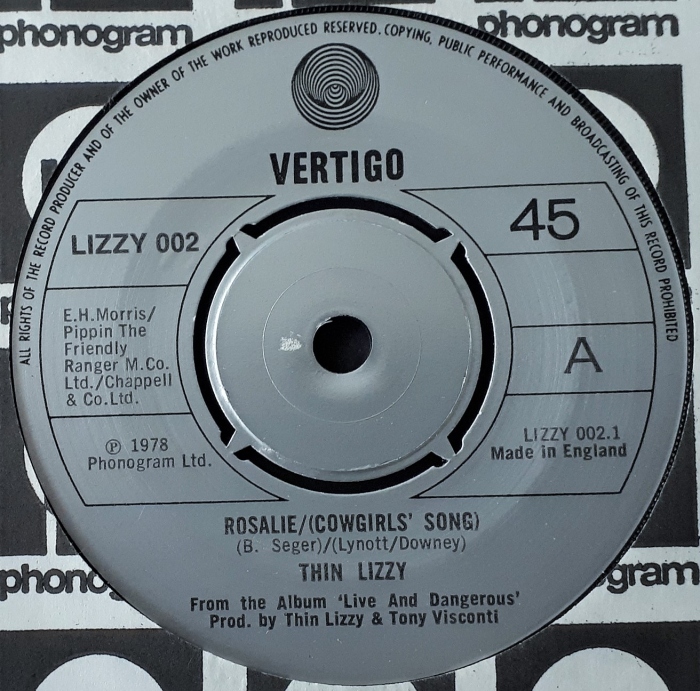 phonogram
phonogram
ALL RIGHTS OF THE RECORD PRODUCER AND OF THE OWNER OF THE WORK REPRODUCED RESERVED. COPYING, PUBLIC PERFORMANCE AND BROADCASTING OF THIS RECORD PROHIBITED
VERTIGO
LIZZY 002
45
E.H.Morris/
Pippin The
Friendly
Ranger M.Co.
Ltd./Chappell
& Co.Ltd.
A
℗ 1978
Phonogram Ltd.
LIZZY 002.1
Made in England
ROSALIE/(COWGIRLS' SONG)
(B. Seger)/(Lynott/Downey)
THIN LIZZY
From the Album 'Live And Dangerous'
Prod. by Thin Lizzy & Tony Visconti
phono
gram